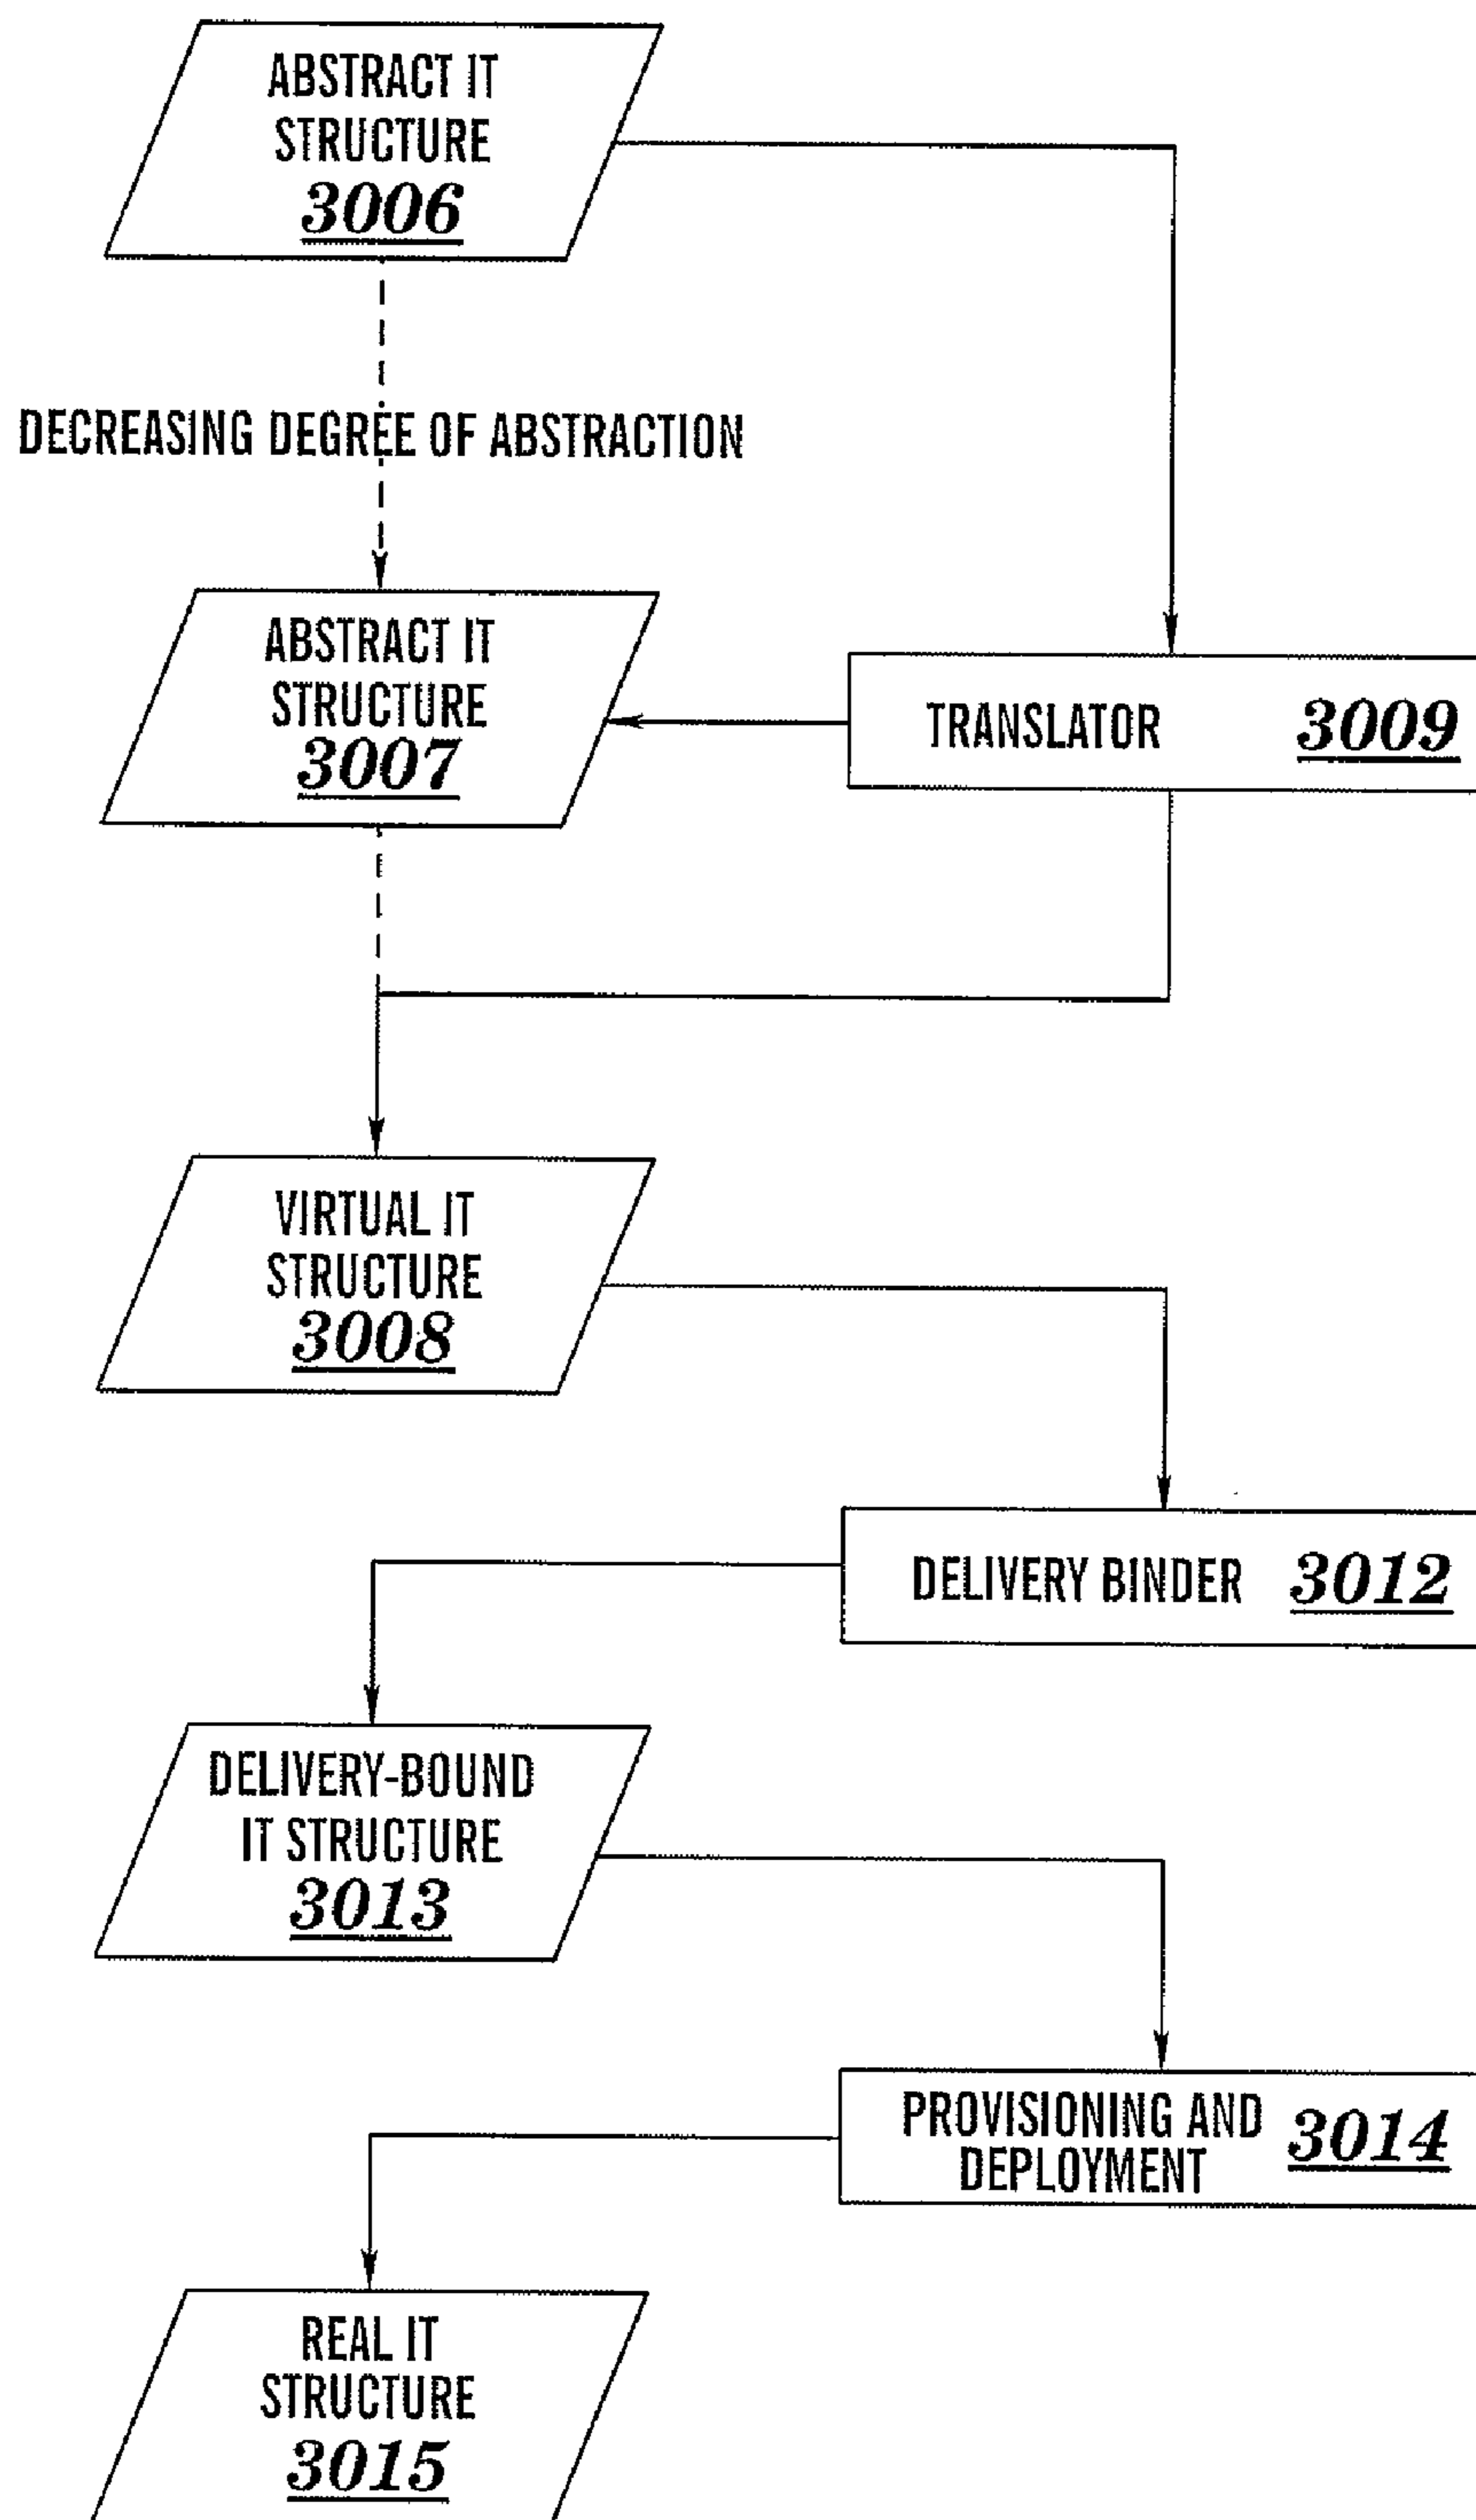 ABSTRACT IT
STRUCTURE
3006
DECREASING DEGREE OF ABSTRACTION
ABSTRACT IT
STRUCTURE
3007
TRANSLATOR 3009
VIRTUAL IT
STRUCTURE
3008
DELIVERY BINDER 3012
DELIVERY-BOUND
IT STRUCTURE
3013
PROVISIONING AND
DEPLOYMENT
3014
REAL IT
STRUCTURE
3015